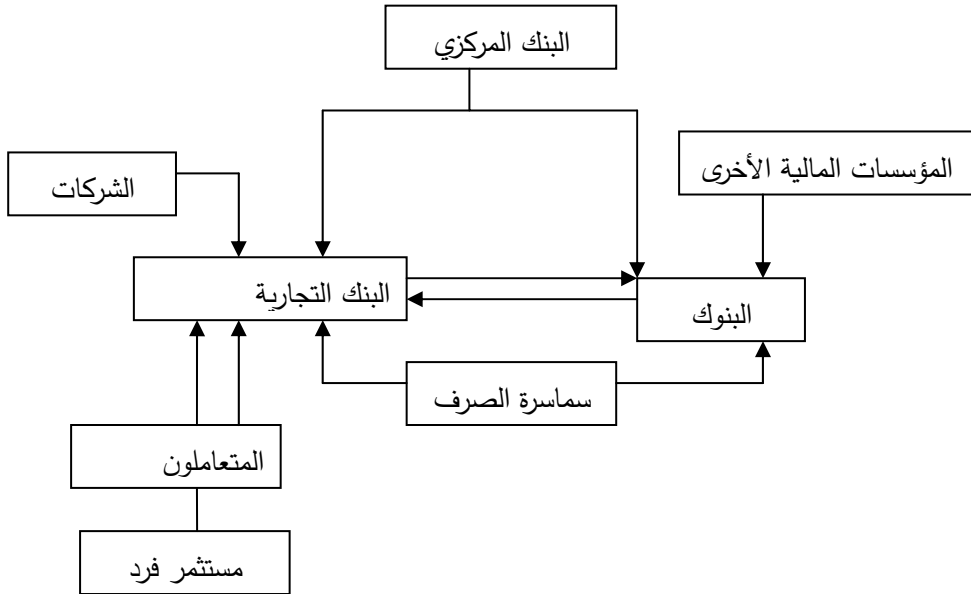 البنك المركزي
المؤسسات المالية الأخرى
الشركات
البنك التجارية
البنوك
سماسرة الصرف
المتعاملون
مستثمر فرد